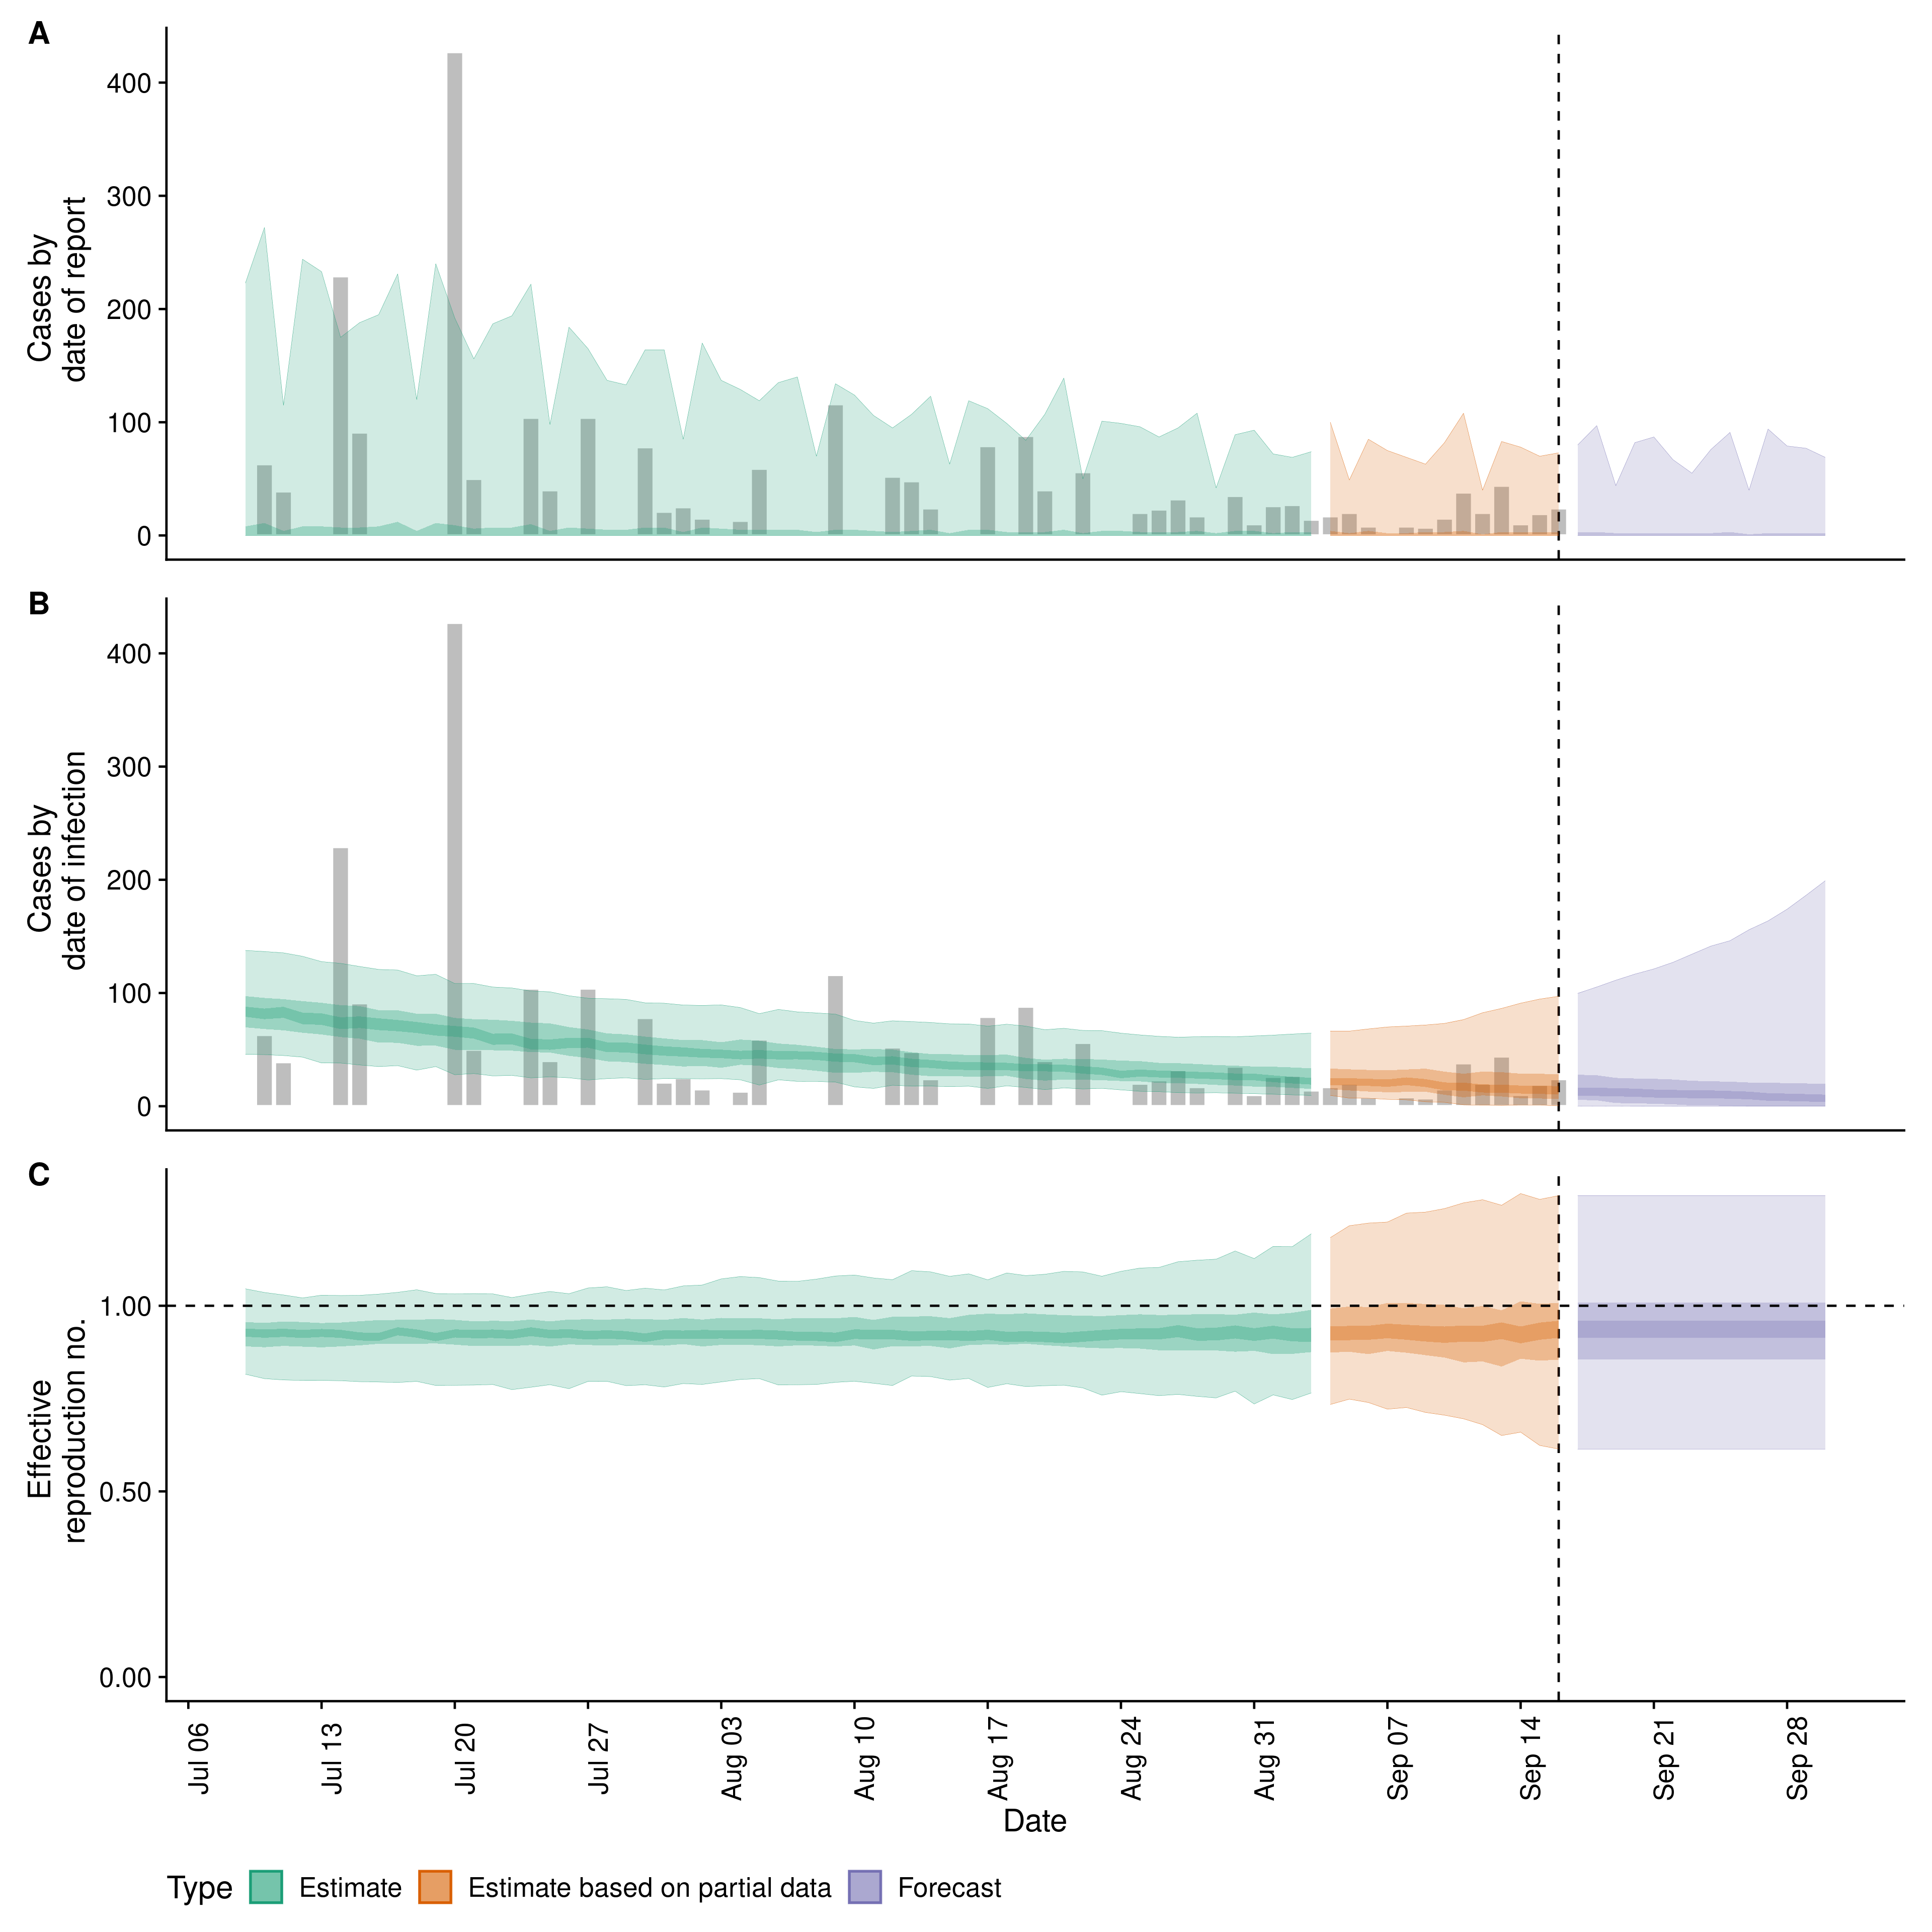 A
Cases by
date of report
400
300
200
100
0
B
Cases by
date of infection
400
300
200
100
0
C
Effective
reproduction no.
1.00
0.50
0.00
Jul 06
Jul 13
Jul 20
Jul 27
Aug 03
Aug 10
Aug 17
Aug 24
Aug 31
Sep 07
Sep 14
Sep 21
Sep 28
Date
Type Estimate Estimate based on partial data Forecast